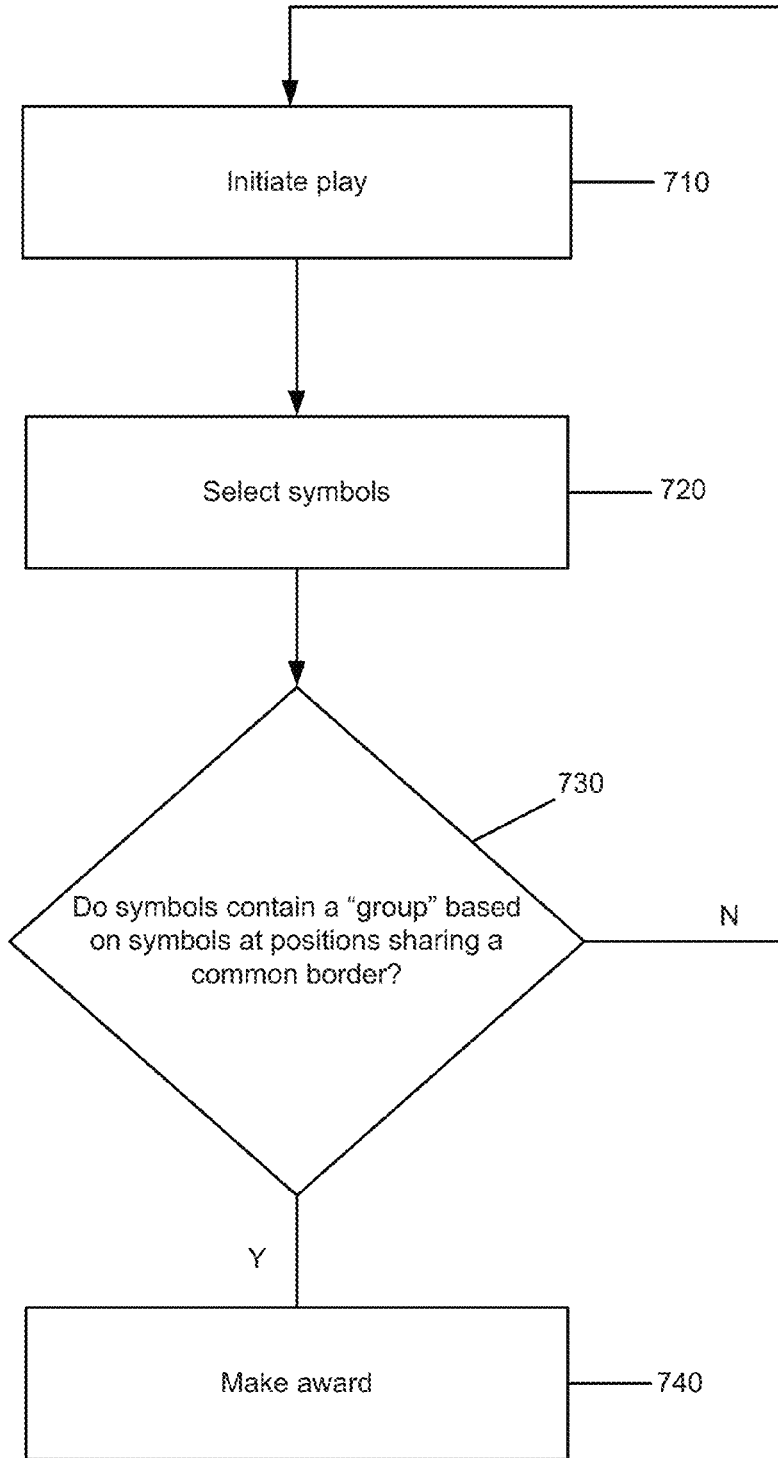 Initiate play
710
Select symbols
720
730
Do symbols contain a “group” based
on symbols at positions sharing a
common border?
N
Y
Make award
740